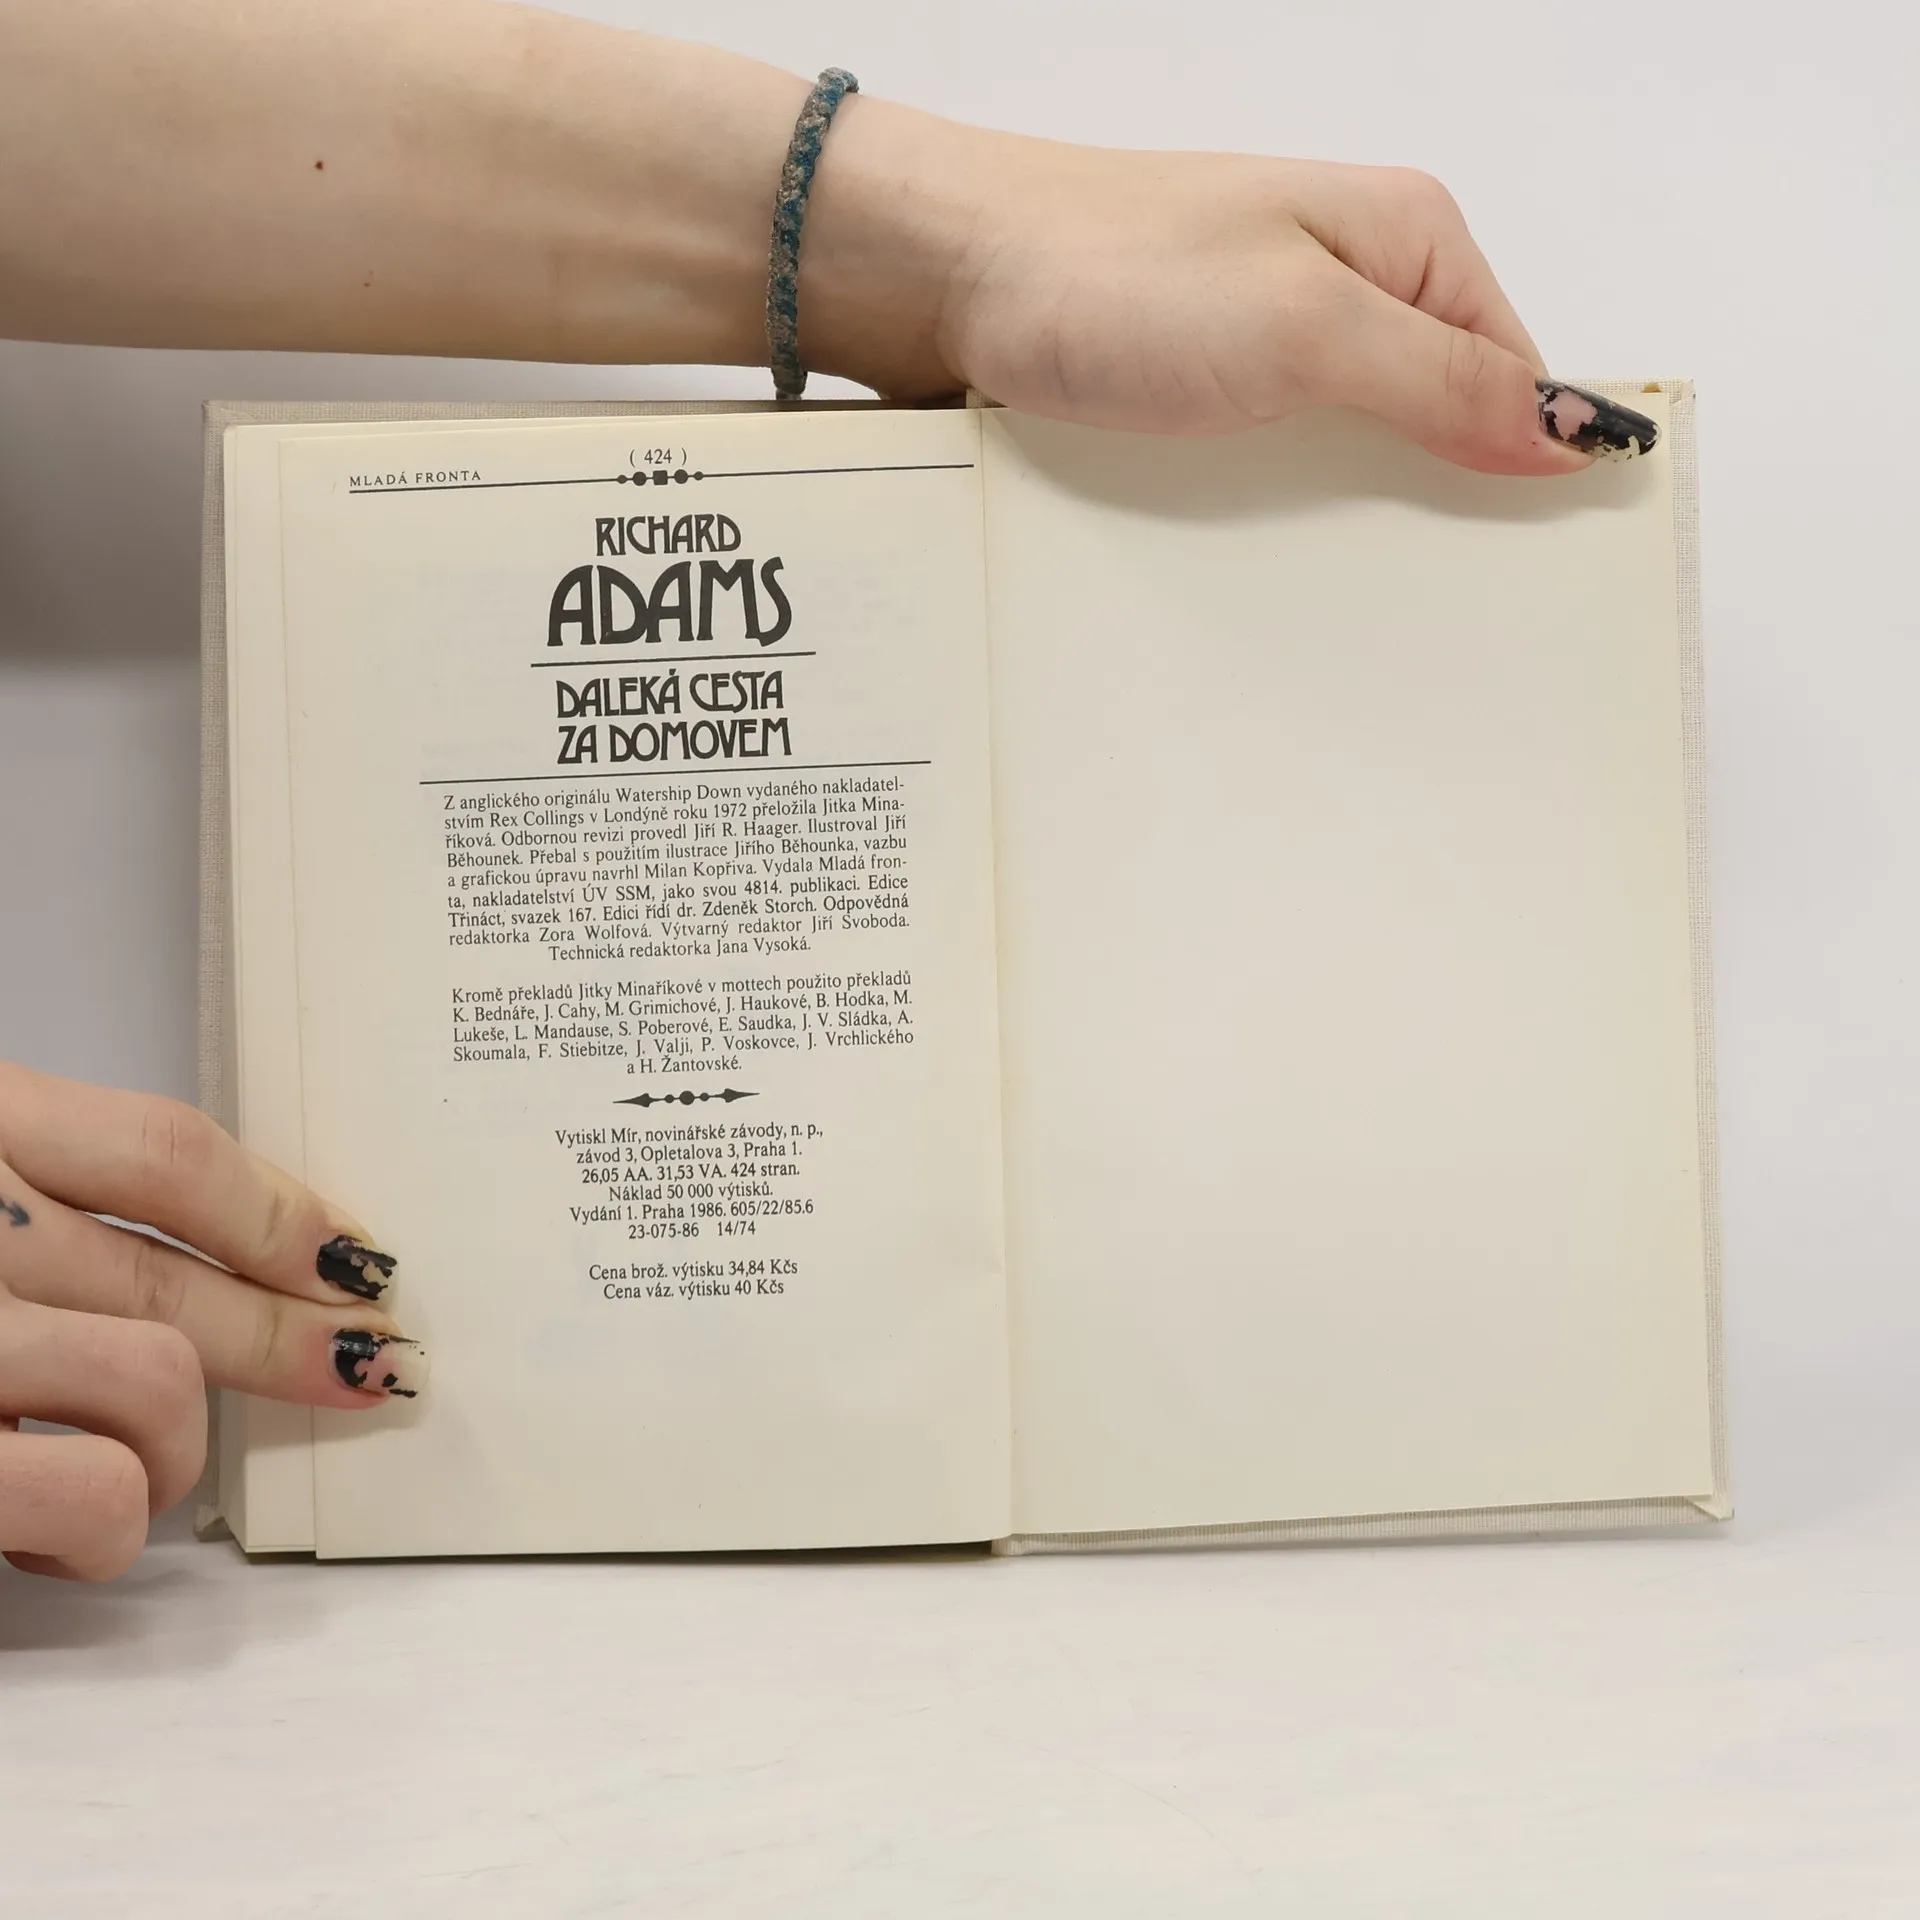 ( 424 )
MLADÁ FRONTA
RICHARD
ADAMS
DALEKÁ CESTA
ZA DOMOVEM
Z anglického originálu Watership Down vydaného nakladatel-
stvím Rex Collings v Londýně roku 1972 přeložila Jitka Mina-
říková. Odbornou revizi provedl Jiří R. Haager. Ilustroval Jiří
Běhounek. Přebal s použitím ilustrace Jiřího Běhounka, vazbu
a grafickou úpravu navrhl Milan Kopřiva. Vydala Mladá fron-
ta, nakladatelství ÚV SSM, jako svou 4814. publikaci. Edice
Třináct, svazek 167. Edici řídí dr. Zdeněk Storch. Odpovědná
redaktorka Zora Wolfová. Výtvarný redaktor Jiří Svoboda.
Technická redaktorka Jana Vysoká.
Kromě překladů Jitky Minaříkové v mottech použito překladů
K. Bednáře, J. Cahy, M. Grimichové, J. Haukové, B. Hodka, M.
Lukeše, L. Mandause, S. Poberové, E. Saudka, J. V. Sládka, A.
Skoumala, F. Stiebitze, J. Valji, P. Voskovce, J. Vrchlického
a H. Žantovské.
Vytiskl Mír, novinářské závody, n. p.,
závod 3, Opletalova 3, Praha 1.
26,05 AA. 31,53 VA. 424 stran.
Náklad 50 000 výtisků.
Vydání 1. Praha 1986. 605/22/85.6
23-075-86 14/74
Cena brož. výtisku 34,84 Kčs
Cena váz. výtisku 40 Kčs